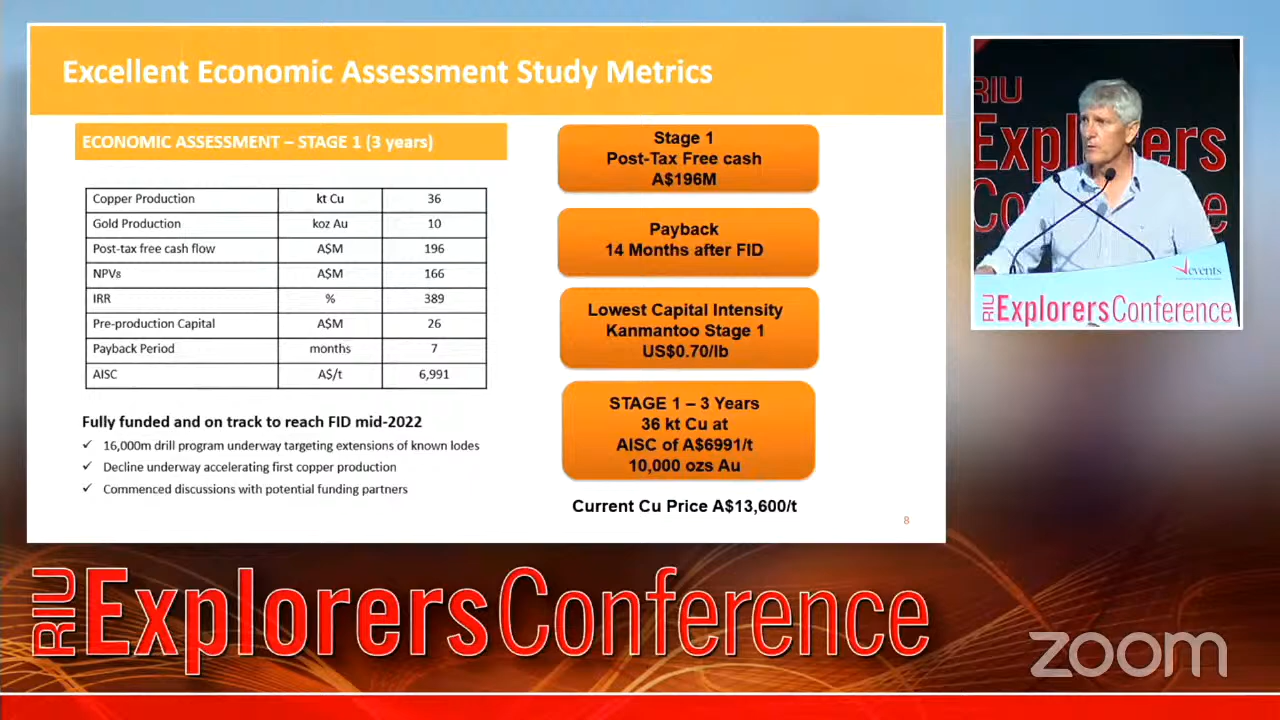 Excellent Economic Assessment Study Metrics
ECONOMIC ASSESSMENT – STAGE 1 (3 years)
Copper Production kt Cu 36
Gold Production koz Au 10
Post-tax free cash flow A$M 196
NPV8 A$M 166
IRR % 389
Pre-production Capital A$M 26
Payback Period months 7
AISC A$/t 6,991
Fully funded and on track to reach FID mid-2022
✓ 16,000m drill program underway targeting extensions of known lodes
✓ Decline underway accelerating first copper production
✓ Commenced discussions with potential funding partners
Stage 1
Post-Tax Free cash
A$196M
Payback
14 Months after FID
Lowest Capital Intensity
Kanmantoo Stage 1
US$0.70/lb
STAGE 1 – 3 Years
36 kt Cu at
AISC of A$6991/t
10,000 ozs Au
Current Cu Price A$13,600/t
8
RIU
Explorers
events
RIU ExplorersConference
RIU ExplorersConference
zoom